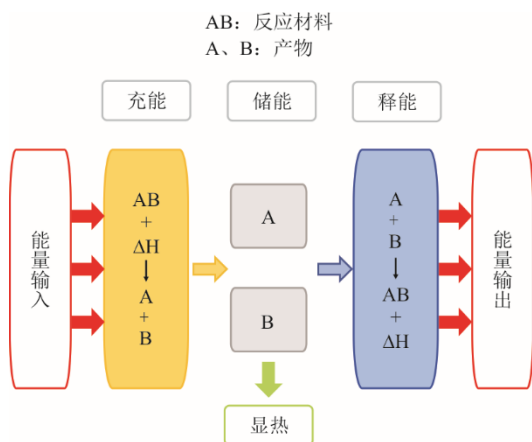 AB：反应材料
A、B：产物
充能
储能
释能
能量输入
AB
+
ΔH
↓
A
+
B
A
B
显热
A
+
B
↓
AB
+
ΔH
能量输出